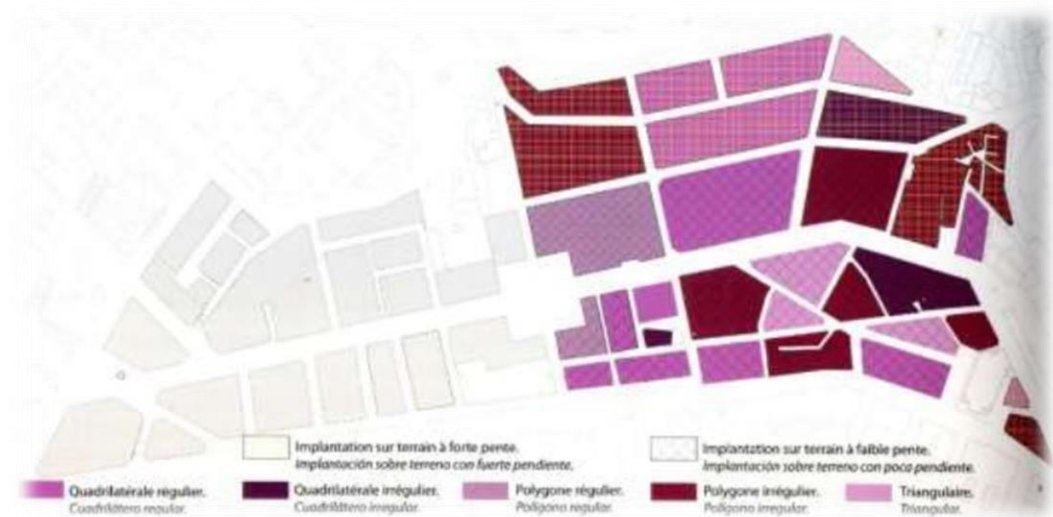 Implantation sur terrain à forte pente.
Implantación sobre terreno con fuerte pendiente.
Implantation sur terrain à faible pente.
Implantación sobre terreno con poca pendiente.
Quadrilatérale régulier.
Cuadrilátero regular.
Quadrilatérale irrégulier.
Cuadrilátero irregular.
Polygone régulier.
Polígono regular.
Polygone irrégulier.
Polígono irregular.
Triangulaire.
Triangular.